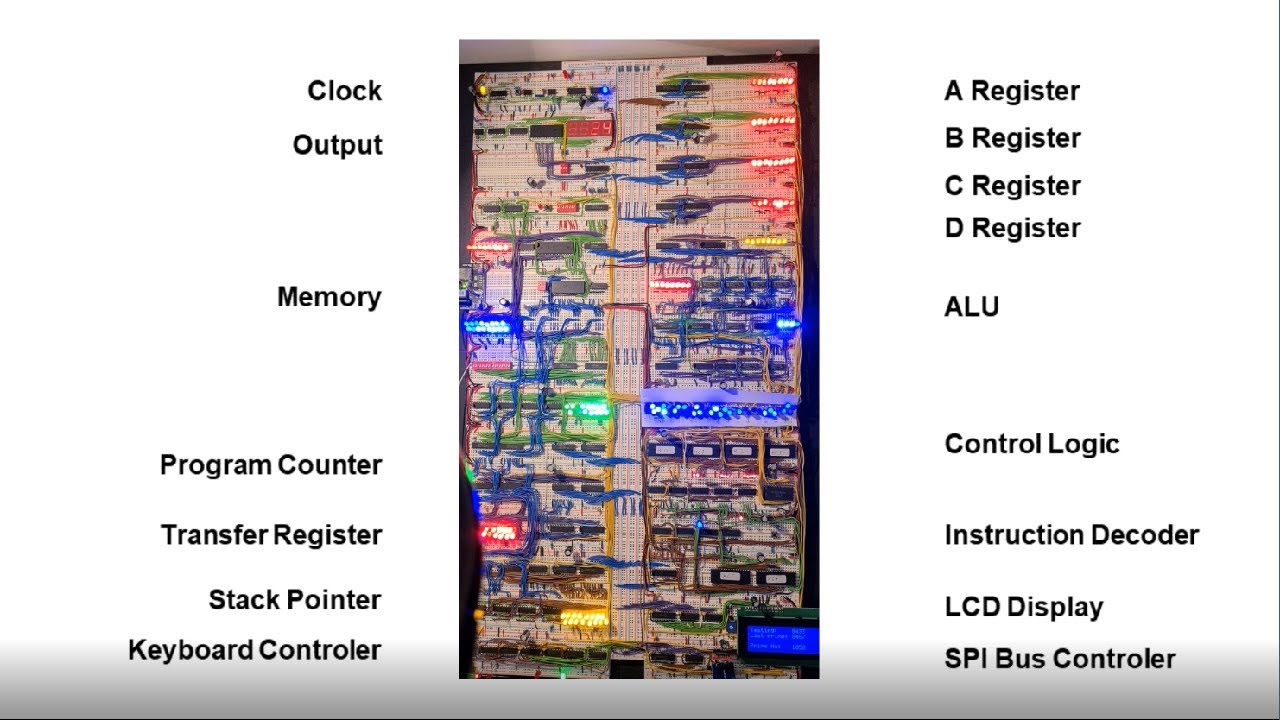 Clock
Output
Memory
Program Counter
Transfer Register
Stack Pointer
Keyboard Controler
A Register
B Register
C Register
D Register
ALU
Control Logic
Instruction Decoder
LCD Display
SPI Bus Controler